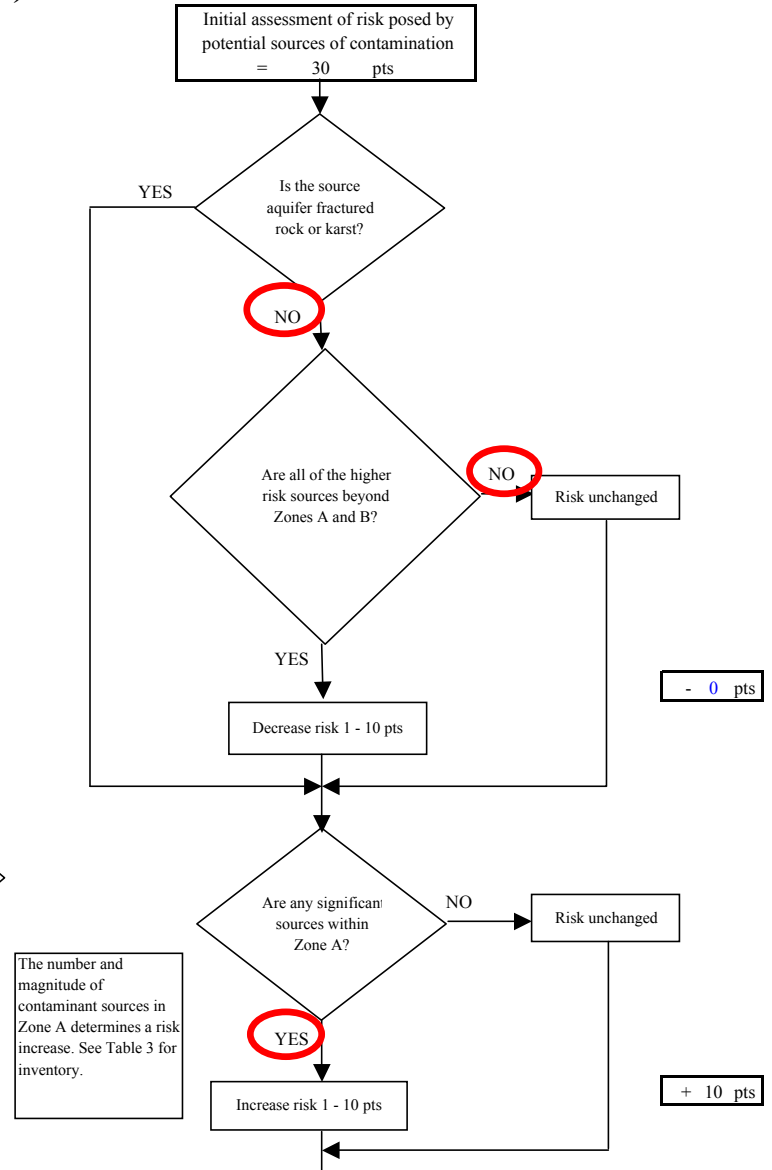 )
Initial assessment of risk posed by
potential sources of contamination
= 30 pts
YES
Is the source
aquifer fractured
rock or karst?
NO
Are all of the higher
risk sources beyond
Zones A and B?
NO
Risk unchanged
YES
- 0 pts
Decrease risk 1 - 10 pts
Are any significant
sources within
Zone A?
NO
Risk unchanged
The number and
magnitude of
contaminant sources in
Zone A determines a risk
increase. See Table 3 for
inventory.
YES
Increase risk 1 - 10 pts
+ 10 pts